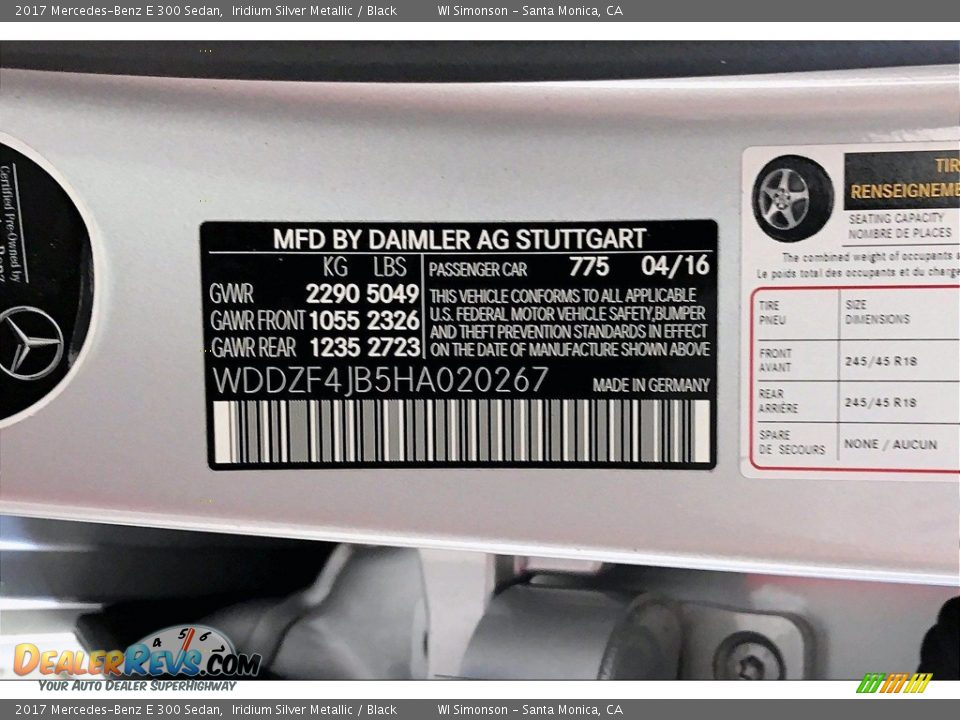 2017 Mercedes-Benz E 300 Sedan, Iridium Silver Metallic / Black WI Simonson - Santa Monica, CA
Certified Pre-Owned by
MFD BY DAIMLER AG STUTTGART
KG LBS
GVWR 2290 5049
GAWR FRONT 1055 2326
GAWR REAR 1235 2723
PASSENGER CAR 775 04/16
THIS VEHICLE CONFORMS TO ALL APPLICABLE
U.S. FEDERAL MOTOR VEHICLE SAFETY,BUMPER
AND THEFT PREVENTION STANDARDS IN EFFECT
ON THE DATE OF MANUFACTURE SHOWN ABOVE
WDDZF4JB5HA020267 MADE IN GERMANY
TIR
RENSEIGNEME
SEATING CAPACITY
NOMBRE DE PLACES
The combined weight of occupants a
Le poids total des occupants et du charge
TIRE SIZE
PNEU DIMENSIONS
FRONT
AVANT 245/45 R18
REAR
ARRIÈRE 245/45 R18
SPARE
DE SECOURS NONE / AUCUN
4 5 6
DealerRevs.com
Your Auto Dealer SuperHighway
2017 Mercedes-Benz E 300 Sedan, Iridium Silver Metallic / Black WI Simonson - Santa Monica, CA